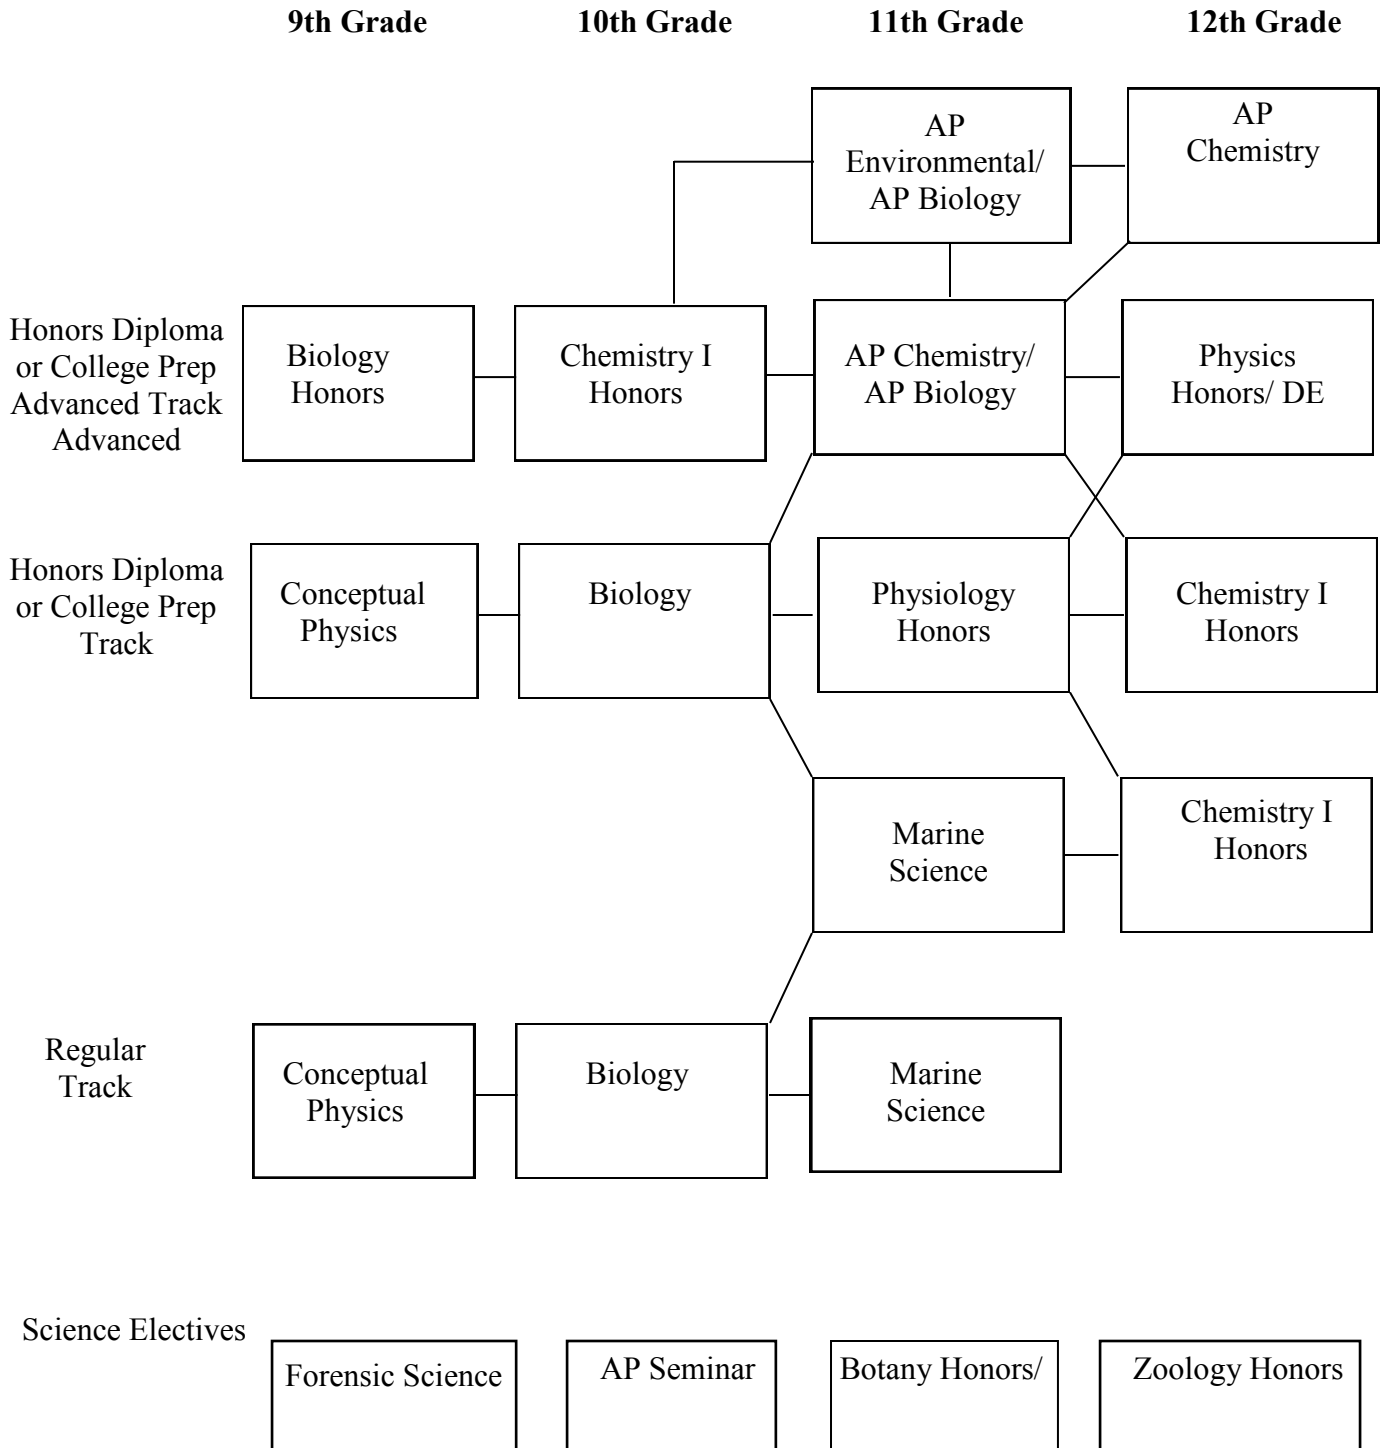 9th Grade 10th Grade 11th Grade 12th Grade
AP
Environmental/
AP Biology
AP
Chemistry
Honors Diploma
or College Prep
Advanced Track
Advanced
Biology
Honors
Chemistry I
Honors
AP Chemistry/
AP Biology
Physics
Honors/ DE
Honors Diploma
or College Prep
Track
Conceptual
Physics
Biology
Physiology
Honors
Chemistry I
Honors
Marine
Science
Chemistry I
Honors
Regular
Track
Conceptual
Physics
Biology
Marine
Science
Science Electives
Forensic Science
AP Seminar
Botany Honors/
Zoology Honors